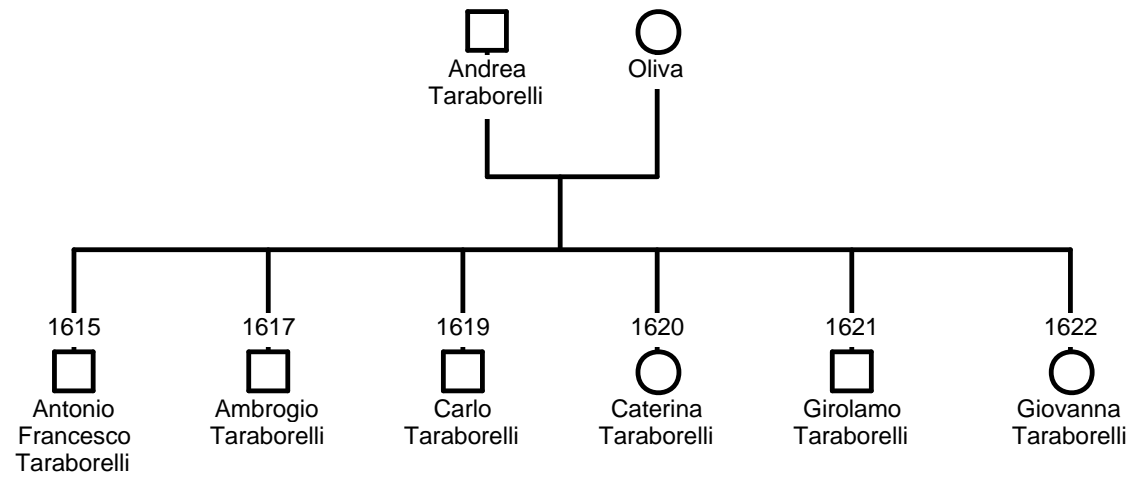 Andrea
Taraborelli
Oliva
1615
Antonio
Francesco
Taraborelli
1617
Ambrogio
Taraborelli
1619
Carlo
Taraborelli
1620
Caterina
Taraborelli
1621
Girolamo
Taraborelli
1622
Giovanna
Taraborelli